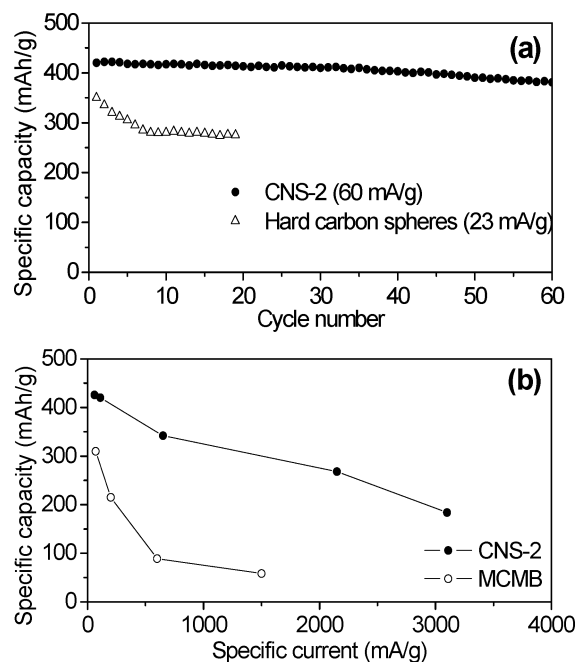 500
400
300
200
100
0
Specific capacity (mAh/g)
(a)
CNS-2 (60 mA/g)
Hard carbon spheres (23 mA/g)
0 10 20 30 40 50 60
Cycle number
500
400
300
200
100
0
Specific capacity (mAh/g)
(b)
CNS-2
MCMB
0 1000 2000 3000 4000
Specific current (mA/g)